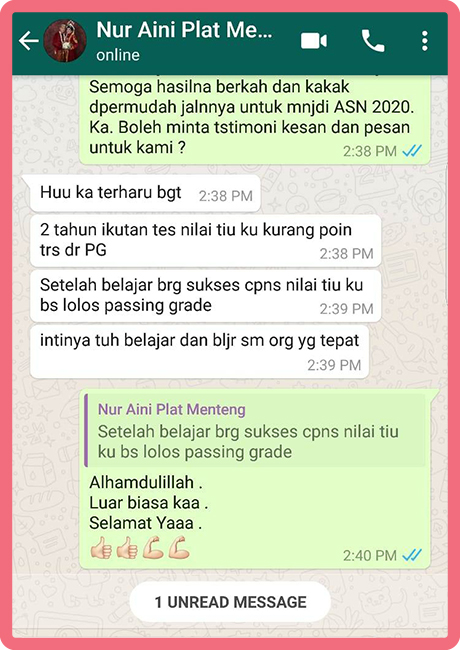 Nur Aini Plat Me...
online
Semoga hasilna berkah dan kakak
dpermudah jalnnya untuk mnjdi ASN 2020.
Ka. Boleh minta tstimoni kesan dan pesan
untuk kami ?
2:38 PM
Huu ka terharu bgt
2:38 PM
2 tahun ikutan tes nilai tiu ku kurang poin
trs dr PG
2:38 PM
Setelah belajar brg sukses cpns nilai tiu ku
bs lolos passing grade
2:39 PM
intinya tuh belajar dan bljr sm org yg tepat
2:39 PM
Nur Aini Plat Menteng
Setelah belajar brg sukses cpns nilai tiu
ku bs lolos passing grade
Alhamdulillah .
Luar biasa kaa .
Selamat Yaaa .
👍🏻👍🏻💪🏻💪🏻
2:40 PM
1 UNREAD MESSAGE